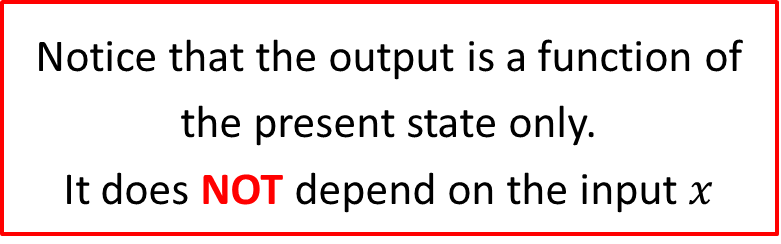 Notice that the output is a function of
the present state only.
It does NOT depend on the input x